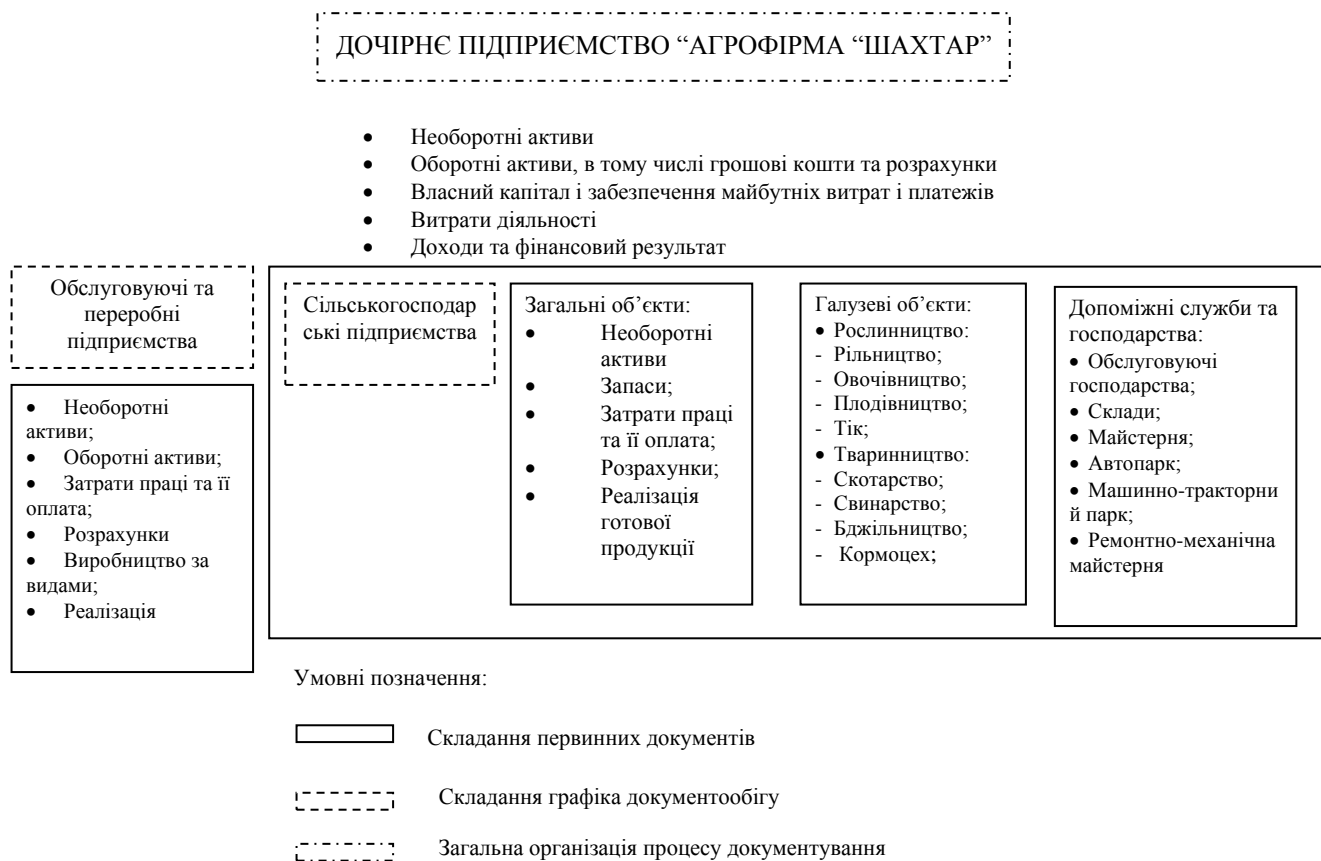 ДОЧІРНЄ ПІДПРИЄМСТВО “АГРОФІРМА “ШАХТАР”
• Необоротні активи
• Оборотні активи, в тому числі грошові кошти та розрахунки
• Власний капітал і забезпечення майбутніх витрат і платежів
• Витрати діяльності
• Доходи та фінансовий результат
Обслуговуючі та
переробні
підприємства
• Необоротні
активи;
• Оборотні активи;
• Затрати праці та її
оплата;
• Розрахунки
• Виробництво за
видами;
• Реалізація
Сільськогосподар
ські підприємства
Загальні об’єкти:
• Необоротні
активи
• Запаси;
• Затрати праці
та її оплата;
• Розрахунки;
• Реалізація
готової
продукції
Галузеві об’єкти:
• Рослинництво:
- Рільництво;
- Овочівництво;
- Плодівництво;
- Тік;
• Тваринництво:
- Скотарство;
- Свинарство;
- Бджільництво;
- Кормоцех;
Допоміжні служби та
господарства:
• Обслуговуючі
господарства;
• Склади;
• Майстерня;
• Автопарк;
• Машинно-тракторни
й парк;
• Ремонтно-механічна
майстерня
Умовні позначення:
Складання первинних документів
Складання графіка документообігу
Загальна організація процесу документування